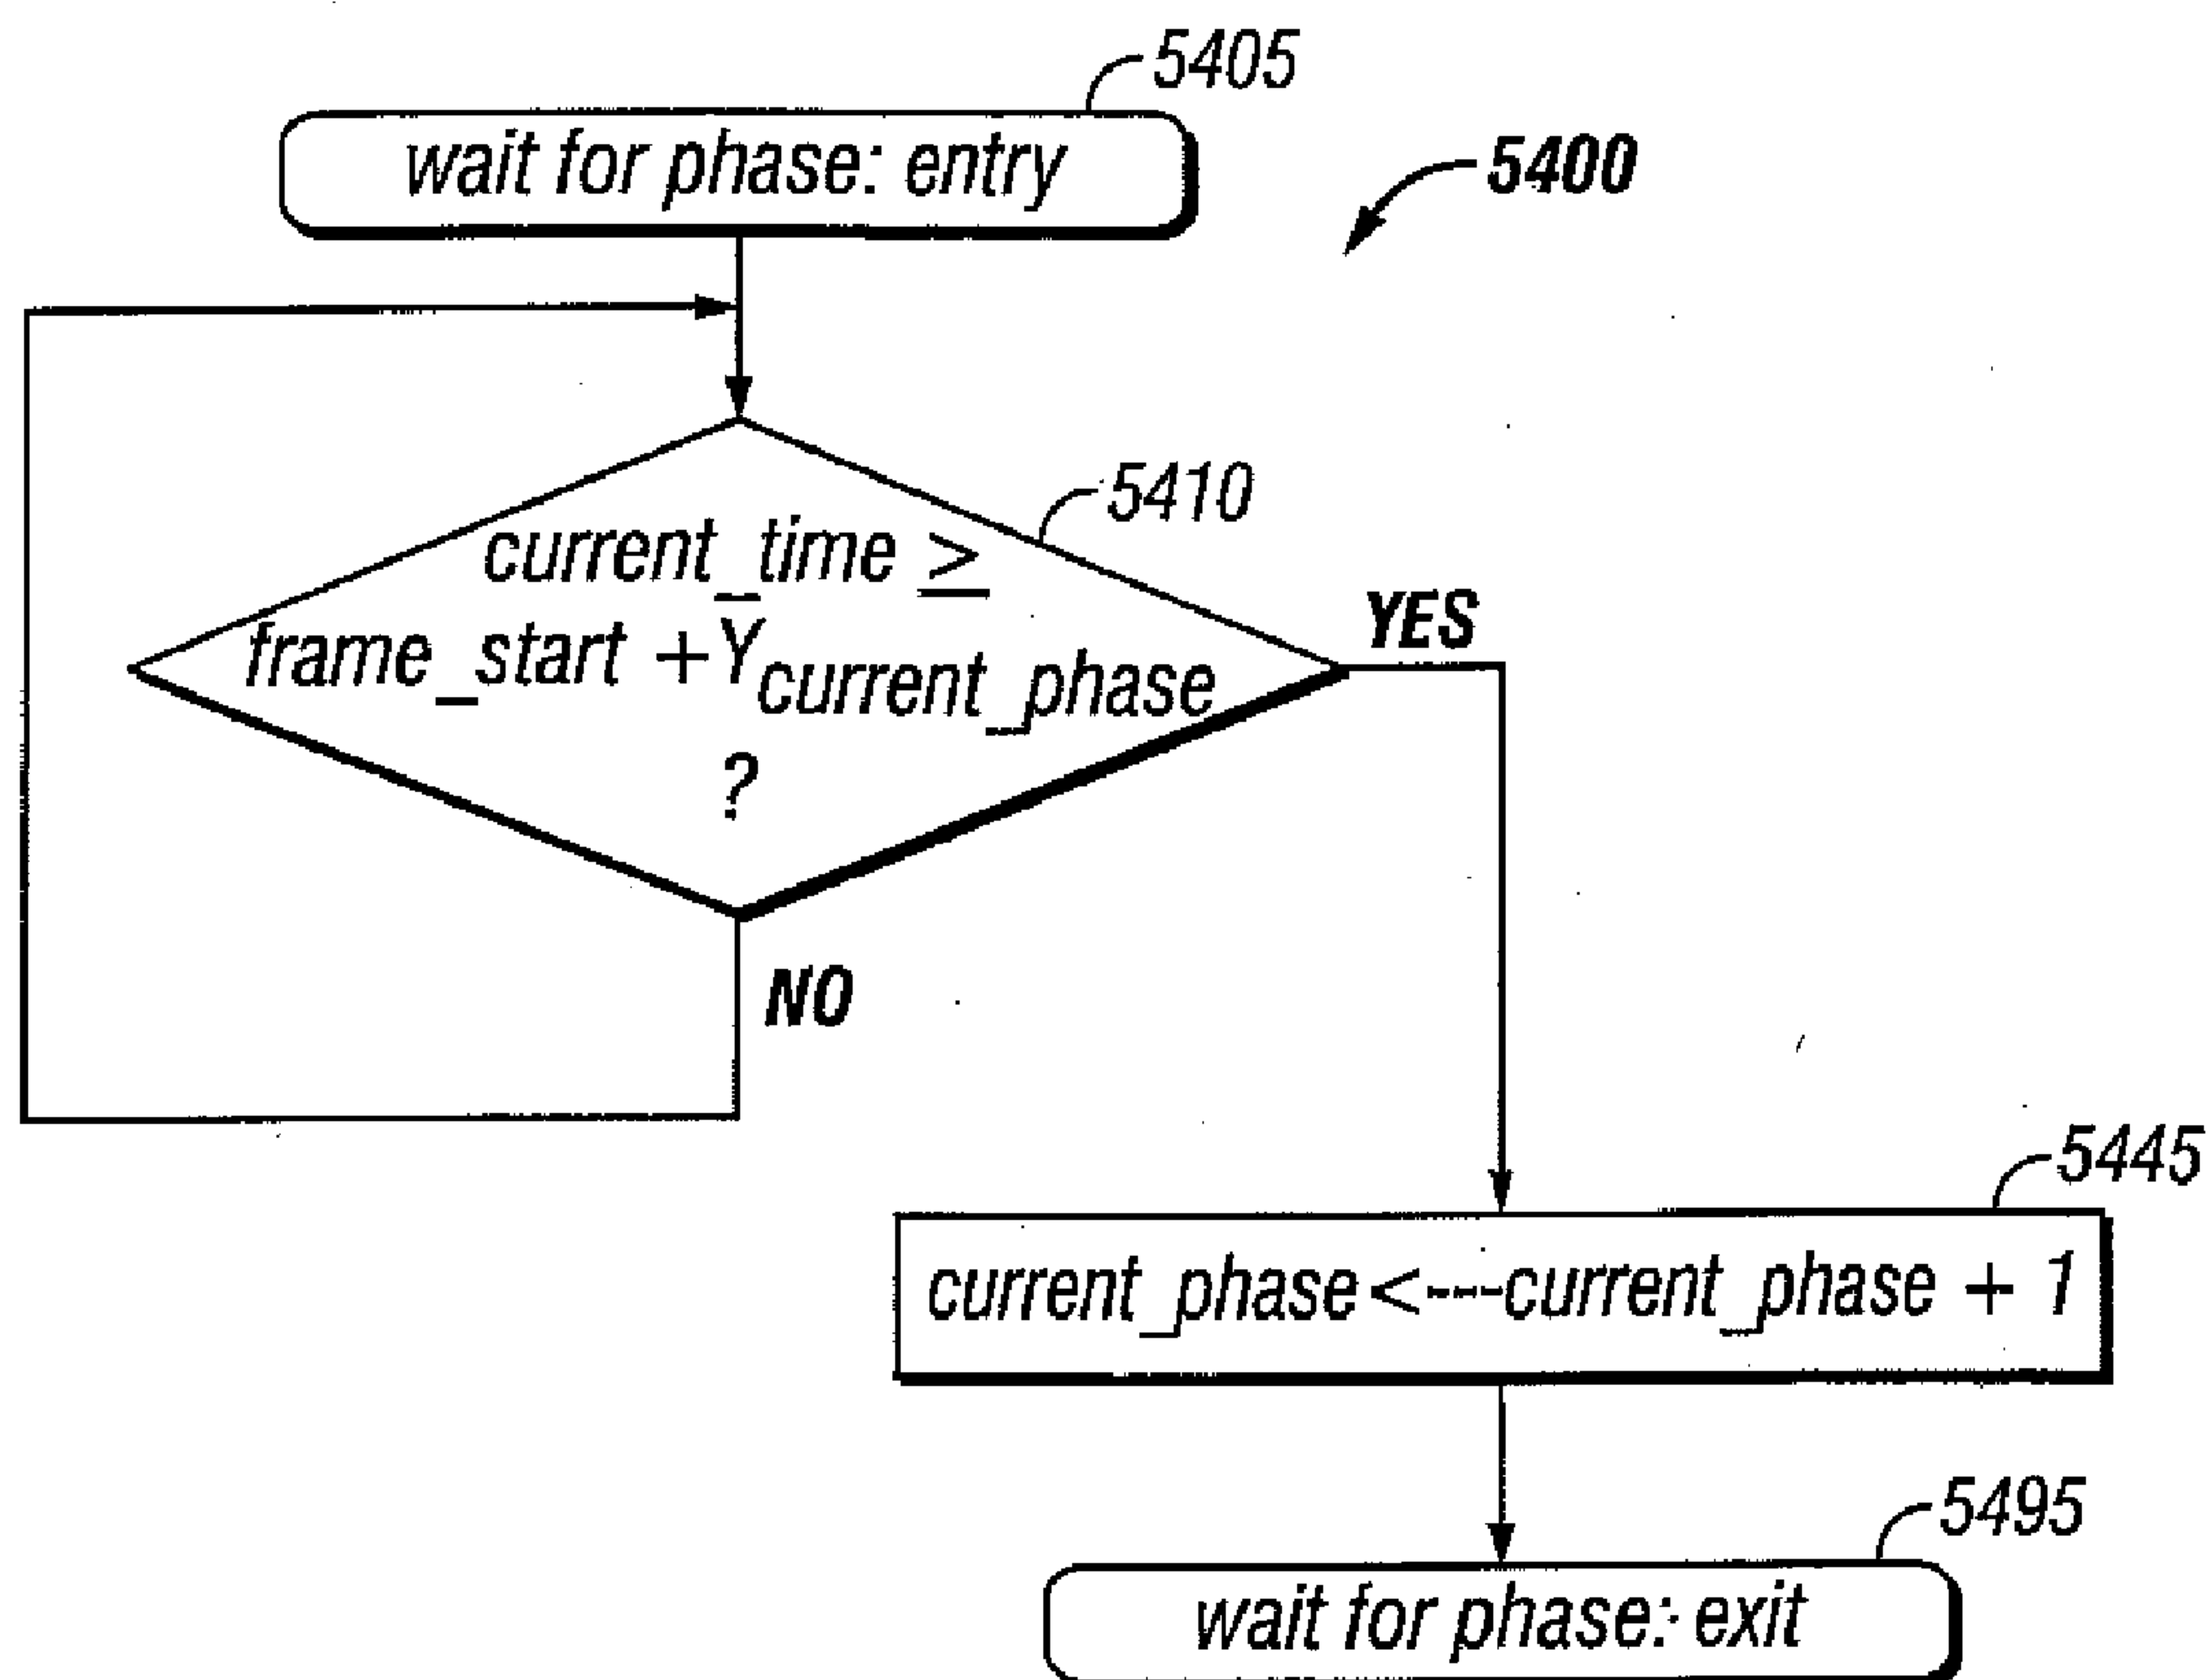 5405
wait for phase: entry
5400
5410
current_time ≥
frame_start + Y current_phase
?
YES
NO
5445
current_phase <--- current_phase + 1
5495
wait for phase: exit